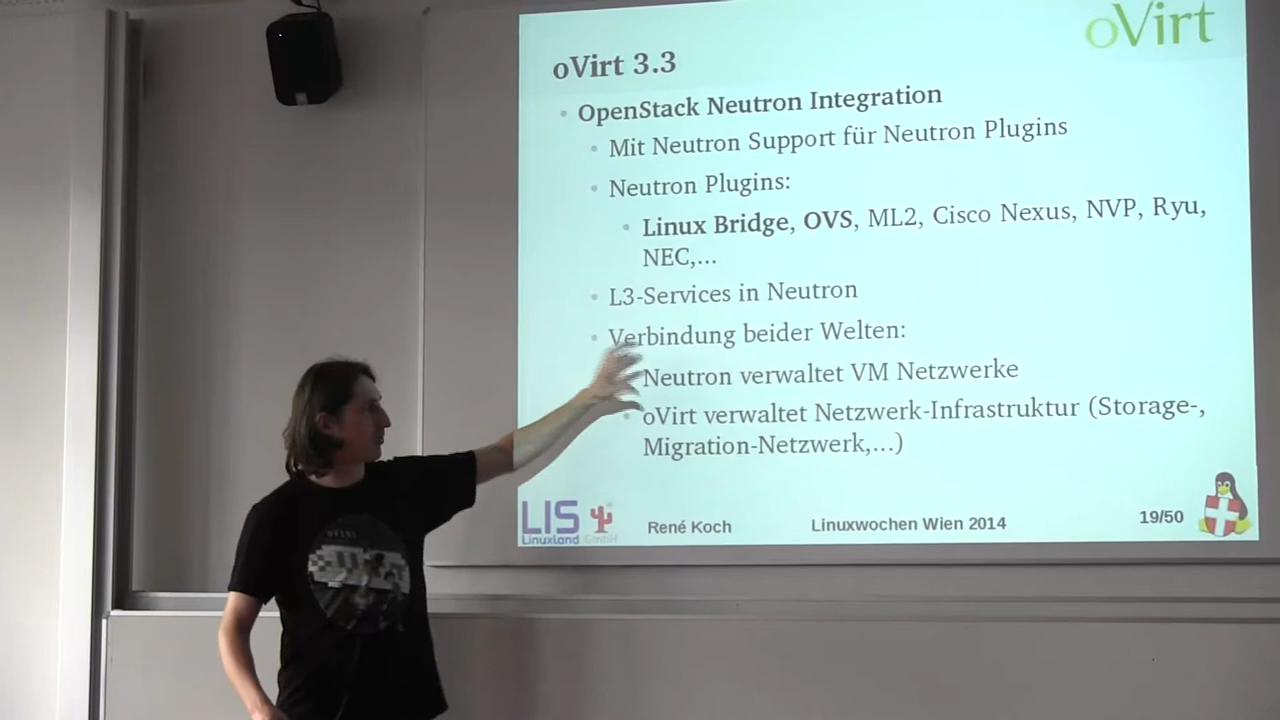 oVirt
oVirt 3.3
OpenStack Neutron Integration
Mit Neutron Support für Neutron Plugins
Neutron Plugins:
Linux Bridge, OVS, ML2, Cisco Nexus, NVP, Ryu,
NEC,...
L3-Services in Neutron
Verbindung beider Welten:
Neutron verwaltet VM Netzwerke
oVirt verwaltet Netzwerk-Infrastruktur (Storage-,
Migration-Netzwerk,...)
LIS
Linuxland GmbH
René Koch
Linuxwochen Wien 2014
19/50